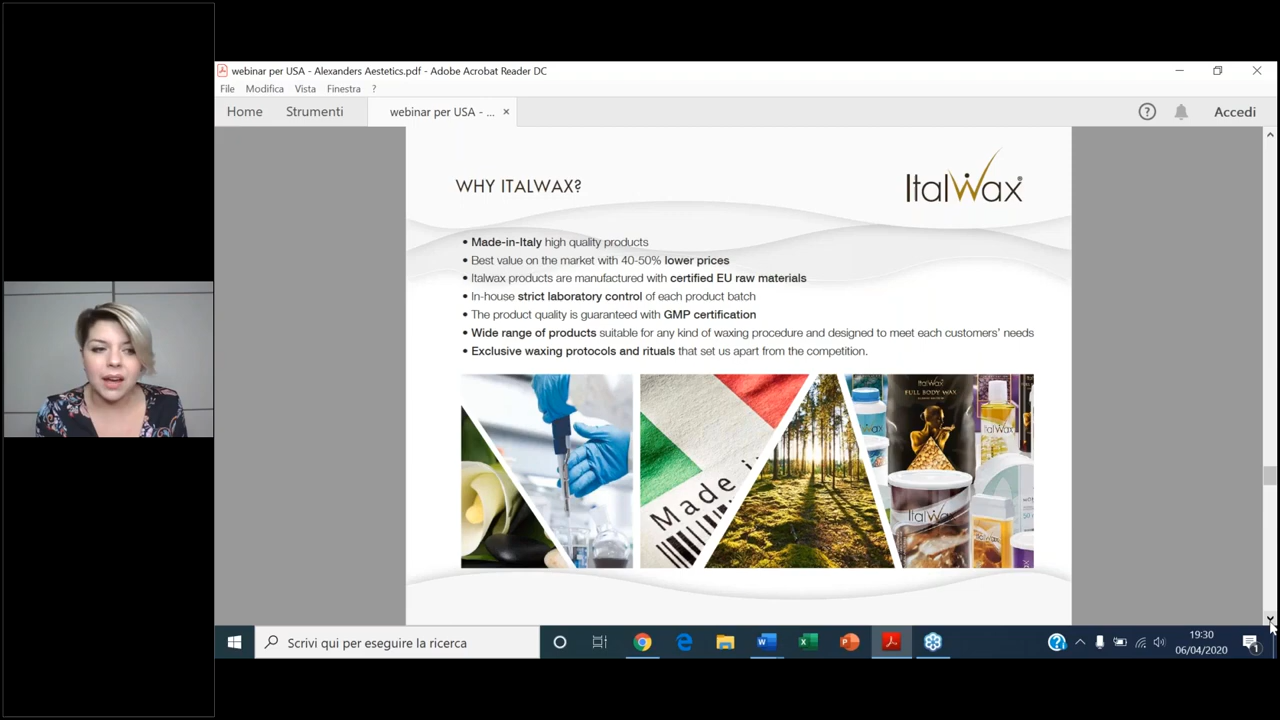 webinar per USA - Alexanders Aestetics.pdf - Adobe Acrobat Reader DC
File Modifica Vista Finestra ?
Home Strumenti webinar per USA - ... × Accedi
WHY ITALWAX?
ItalWax®
• Made-in-Italy high quality products
• Best value on the market with 40-50% lower prices
• Italwax products are manufactured with certified EU raw materials
• In-house strict laboratory control of each product batch
• The product quality is guaranteed with GMP certification
• Wide range of products suitable for any kind of waxing procedure and designed to meet each customers' needs
• Exclusive waxing protocols and rituals that set us apart from the competition.
Made i
ItalWax
FULL BODY WAX
ItalWax
ItalWax
Scrivi qui per eseguire la ricerca
19:30
06/04/2020
1